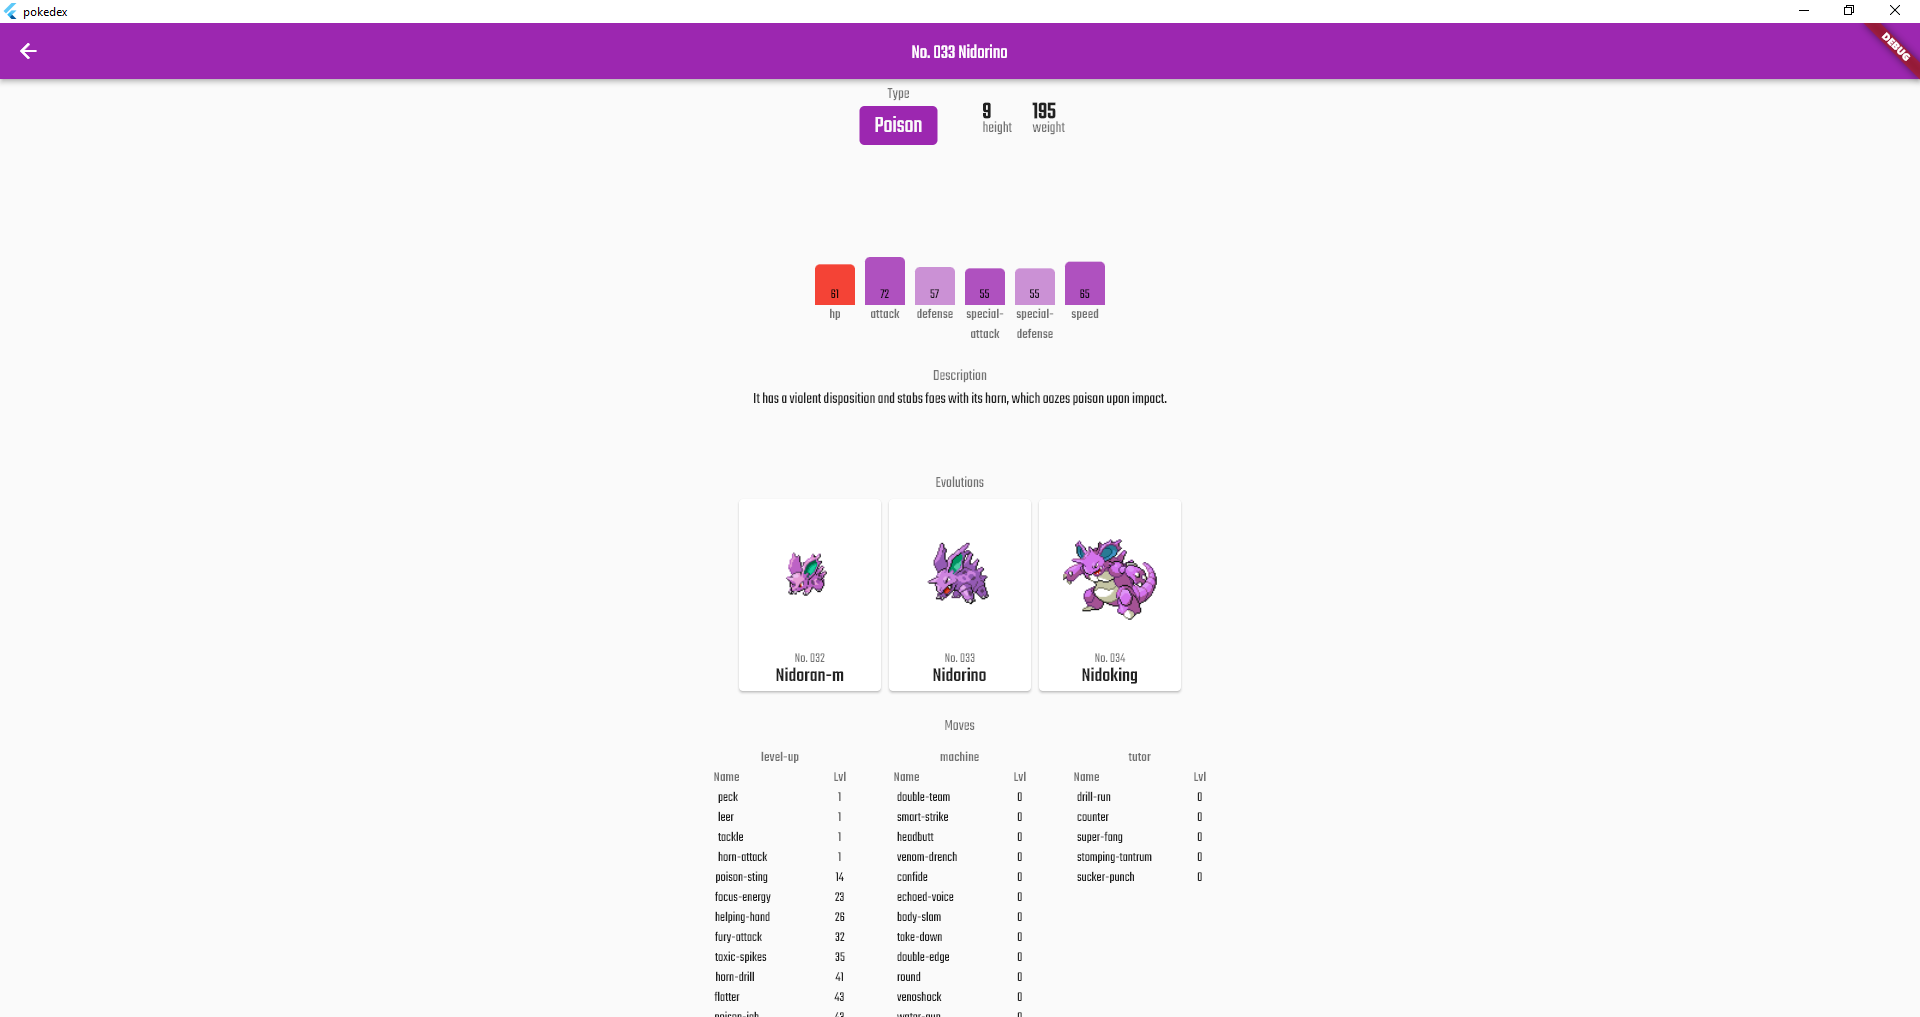 pokedex
No. 033 Nidorino
DEBUG
Type
Poison
9
height
195
weight
61
72
57
55
55
65
hp
attack
defense
special-
attack
special-
defense
speed
Description
It has a violent disposition and stabs foes with its horn, which oozes poison upon impact.
Evolutions
No. 032
Nidoran-m
No. 033
Nidorino
No. 034
Nidoking
Moves
level-up
Name Lvl
peck 1
leer 1
tackle 1
horn-attack 1
poison-sting 14
focus-energy 23
helping-hand 26
fury-attack 32
toxic-spikes 35
horn-drill 41
flatter 43
poison-jab 43
machine
Name Lvl
double-team 0
smart-strike 0
headbutt 0
venom-drench 0
confide 0
echoed-voice 0
body-slam 0
take-down 0
double-edge 0
round 0
venoshock 0
water-gun 0
tutor
Name Lvl
drill-run 0
counter 0
super-fang 0
stomping-tantrum 0
sucker-punch 0